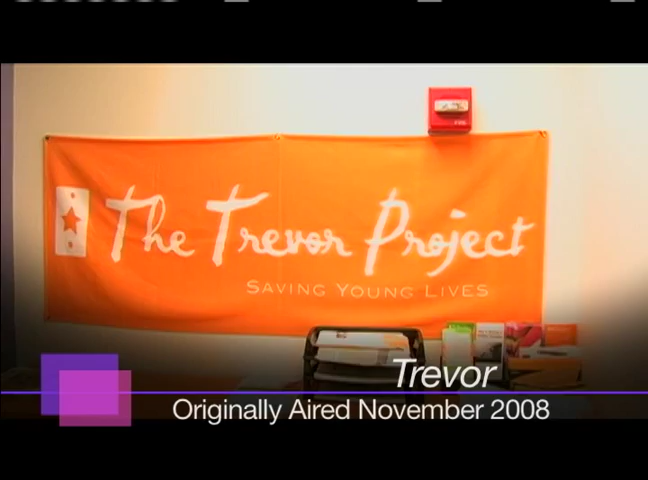 The Trevor Project
SAVING YOUNG LIVES
Trevor
Originally Aired November 2008